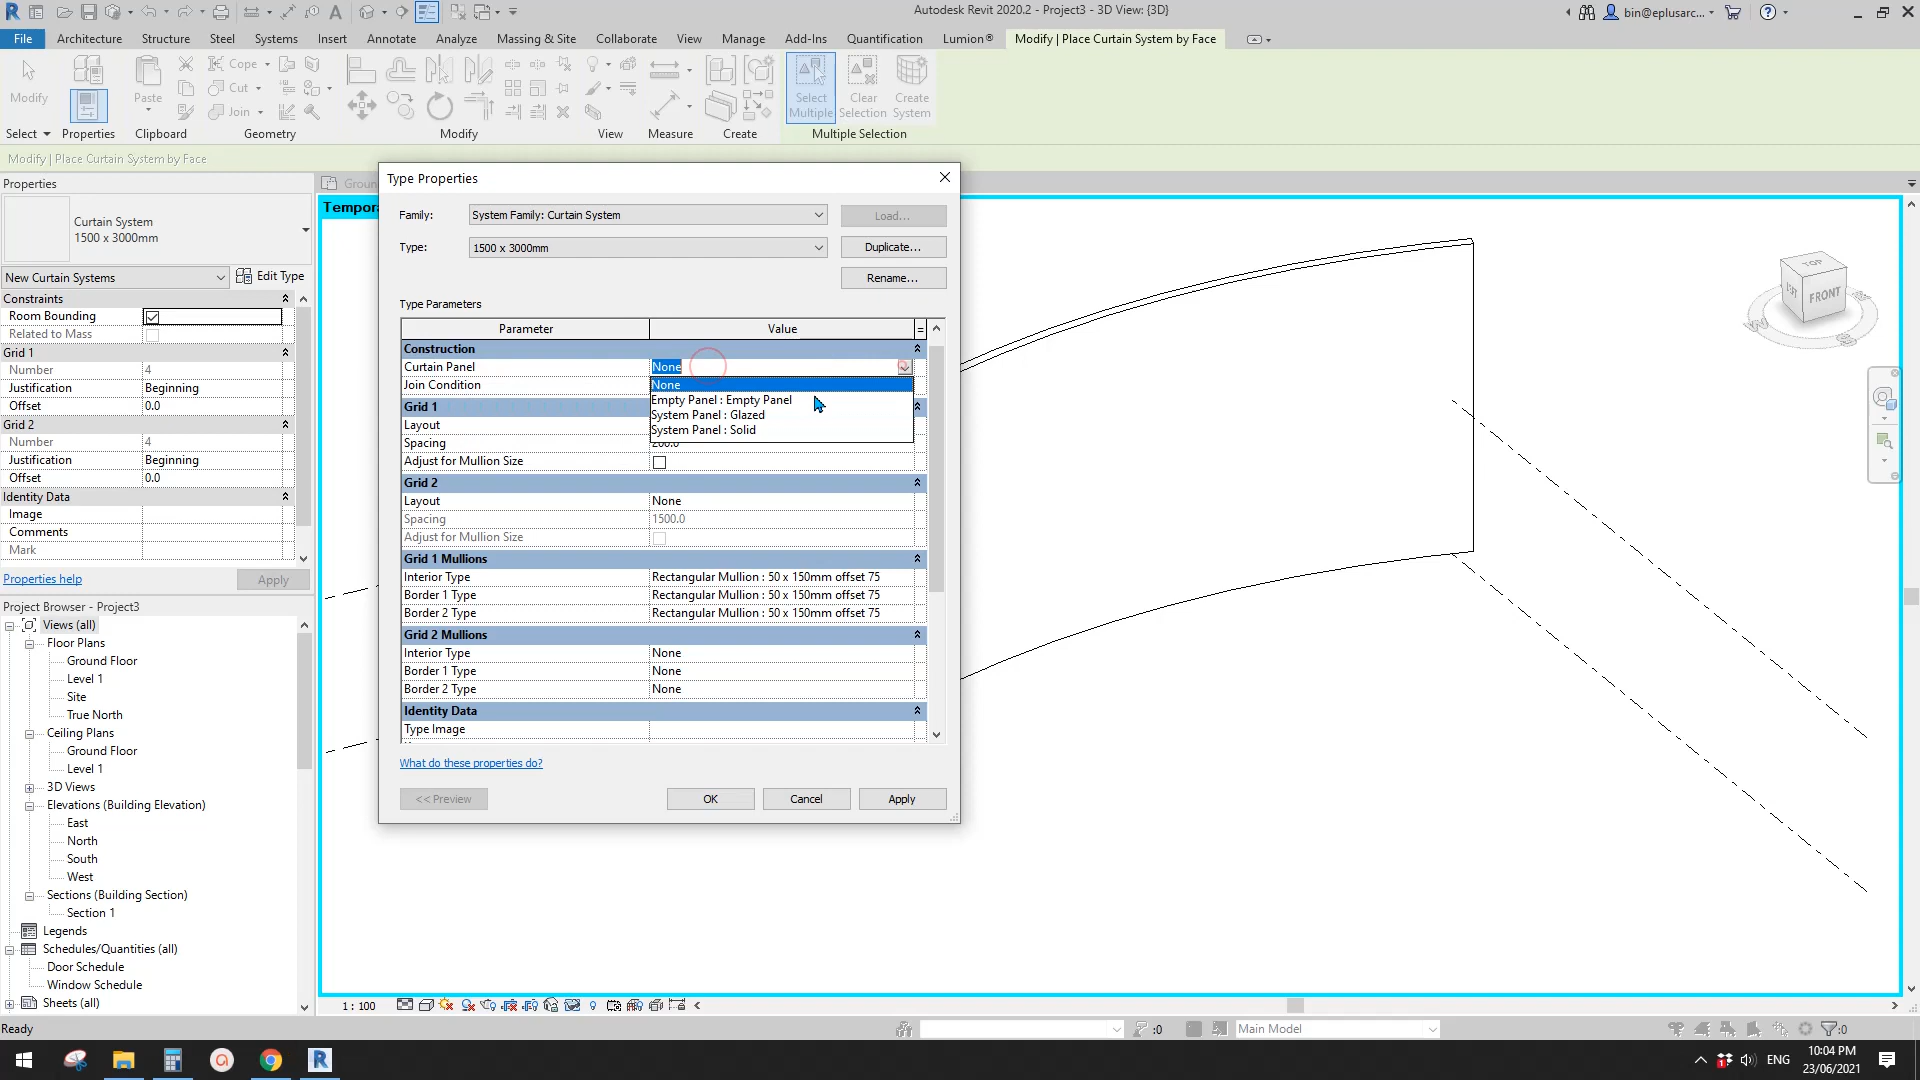 Autodesk Revit 2020.2 - Project3 - 3D View: {3D}
bin@eplusarc...
File Architecture Structure Steel Systems Insert Annotate Analyze Massing & Site Collaborate View Manage Add-Ins Quantification Lumion® Modify | Place Curtain System by Face
Modify
Paste
Cope
Cut
Join
Select Multiple
Clear Selection
Create System
Select Properties Clipboard Geometry Modify View Measure Create Multiple Selection
Modify | Place Curtain System by Face
Properties
Curtain System
1500 x 3000mm
New Curtain Systems
Edit Type
Constraints
Room Bounding
Related to Mass
Grid 1
Number 4
Justification Beginning
Offset 0.0
Grid 2
Number 4
Justification Beginning
Offset 0.0
Identity Data
Image
Comments
Mark
Properties help
Apply
Project Browser - Project3
Views (all)
Floor Plans
Ground Floor
Level 1
Site
True North
Ceiling Plans
Ground Floor
Level 1
3D Views
Elevations (Building Elevation)
East
North
South
West
Sections (Building Section)
Section 1
Legends
Schedules/Quantities (all)
Door Schedule
Window Schedule
Sheets (all)
Type Properties
Family: System Family: Curtain System Load...
Type: 1500 x 3000mm Duplicate...
Rename...
Type Parameters
Parameter Value =
Construction
Curtain Panel None
Join Condition
None
Empty Panel : Empty Panel
System Panel : Glazed
System Panel : Solid
Grid 1
Layout
Spacing
Adjust for Mullion Size
Grid 2
Layout None
Spacing 1500.0
Adjust for Mullion Size
Grid 1 Mullions
Interior Type Rectangular Mullion : 50 x 150mm offset 75
Border 1 Type Rectangular Mullion : 50 x 150mm offset 75
Border 2 Type Rectangular Mullion : 50 x 150mm offset 75
Grid 2 Mullions
Interior Type None
Border 1 Type None
Border 2 Type None
Identity Data
Type Image
What do these properties do?
<< Preview OK Cancel Apply
TOP
LEFT
FRONT
1 : 100
Ready
:0
Main Model
:0
ENG
10:04 PM
23/06/2021